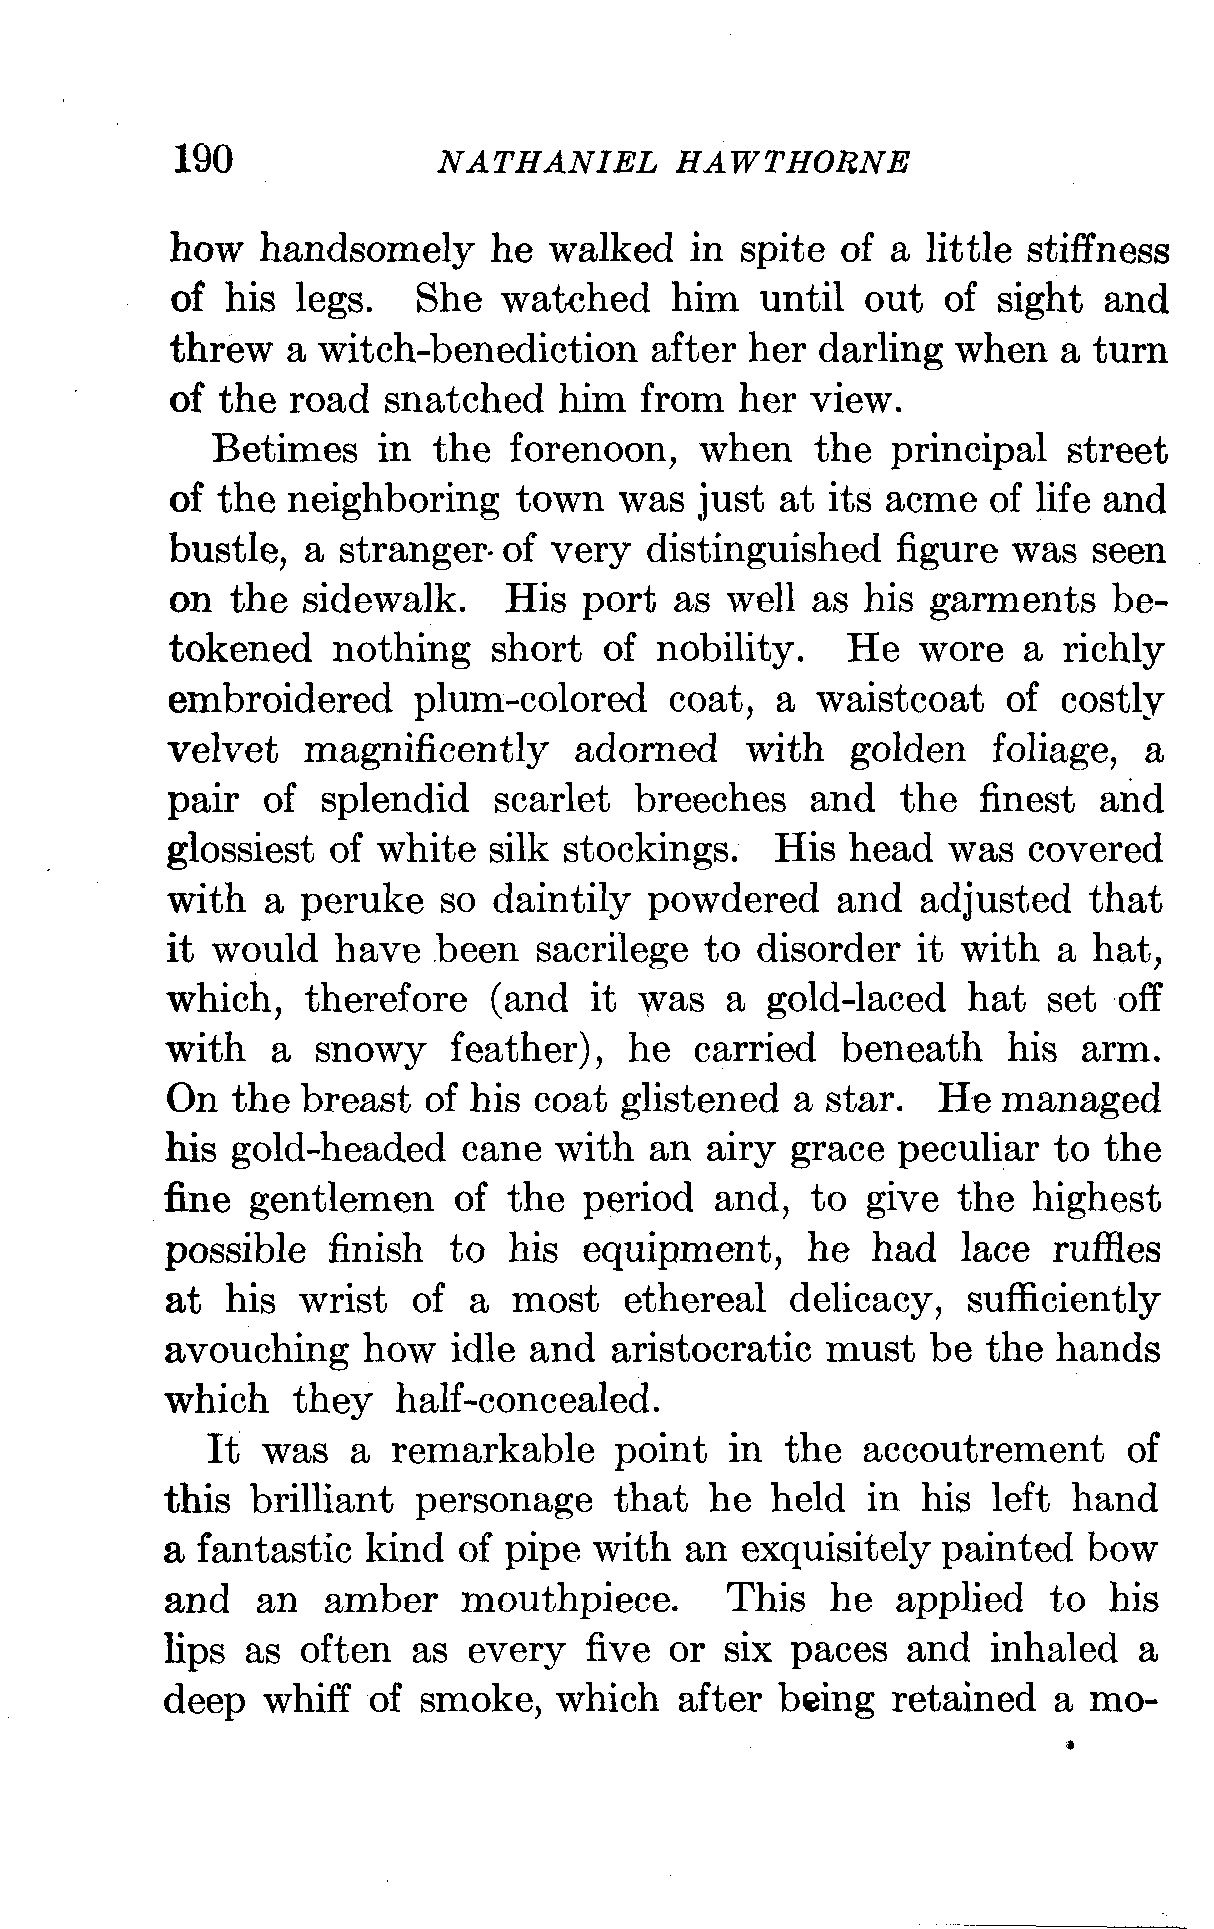 190 NATHANIEL HAWTHORNE
how handsomely he walked in spite of a little stiffness
of his legs. She watched him until out of sight and
threw a witch-benediction after her darling when a turn
of the road snatched him from her view.
Betimes in the forenoon, when the principal street
of the neighboring town was just at its acme of life and
bustle, a stranger of very distinguished figure was seen
on the sidewalk. His port as well as his garments be-
tokened nothing short of nobility. He wore a richly
embroidered plum-colored coat, a waistcoat of costly
velvet magnificently adorned with golden foliage, a
pair of splendid scarlet breeches and the finest and
glossiest of white silk stockings. His head was covered
with a peruke so daintily powdered and adjusted that
it would have been sacrilege to disorder it with a hat,
which, therefore (and it was a gold-laced hat set off
with a snowy feather), he carried beneath his arm.
On the breast of his coat glistened a star. He managed
his gold-headed cane with an airy grace peculiar to the
fine gentlemen of the period and, to give the highest
possible finish to his equipment, he had lace ruffles
at his wrist of a most ethereal delicacy, sufficiently
avouching how idle and aristocratic must be the hands
which they half-concealed.
It was a remarkable point in the accoutrement of
this brilliant personage that he held in his left hand
a fantastic kind of pipe with an exquisitely painted bow
and an amber mouthpiece. This he applied to his
lips as often as every five or six paces and inhaled a
deep whiff of smoke, which after being retained a mo-